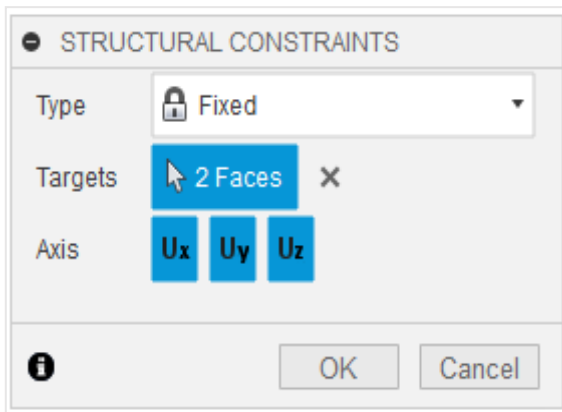 STRUCTURAL CONSTRAINTS
Type Fixed
Targets 2 Faces
Axis Ux Uy Uz
OK Cancel